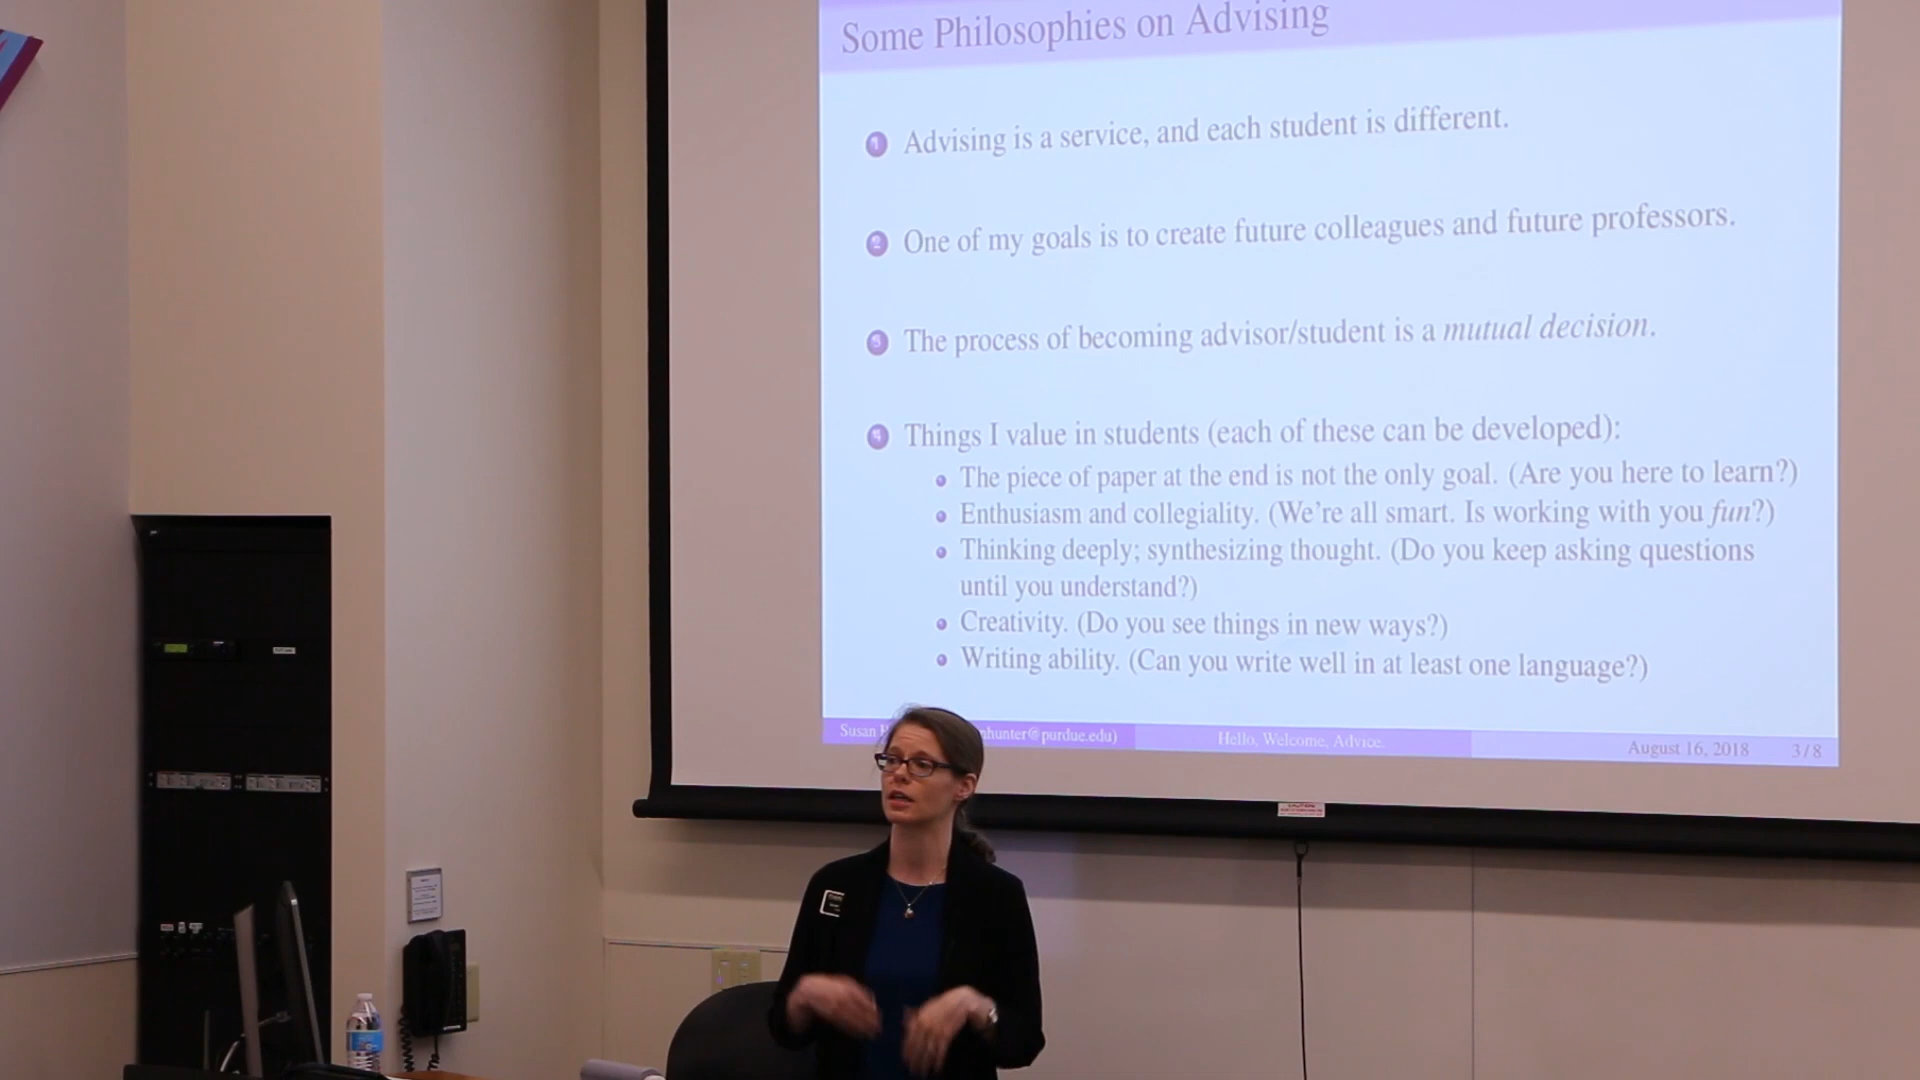 Some Philosophies on Advising
1 Advising is a service, and each student is different.
2 One of my goals is to create future colleagues and future professors.
3 The process of becoming advisor/student is a mutual decision.
4 Things I value in students (each of these can be developed):
The piece of paper at the end is not the only goal. (Are you here to learn?)
Enthusiasm and collegiality. (We're all smart. Is working with you fun?)
Thinking deeply; synthesizing thought. (Do you keep asking questions
until you understand?)
Creativity. (Do you see things in new ways?)
Writing ability. (Can you write well in at least one language?)
Susan hunter@purdue.edu) Hello, Welcome, Advice. August 16, 2018 3 / 8
CAUTION